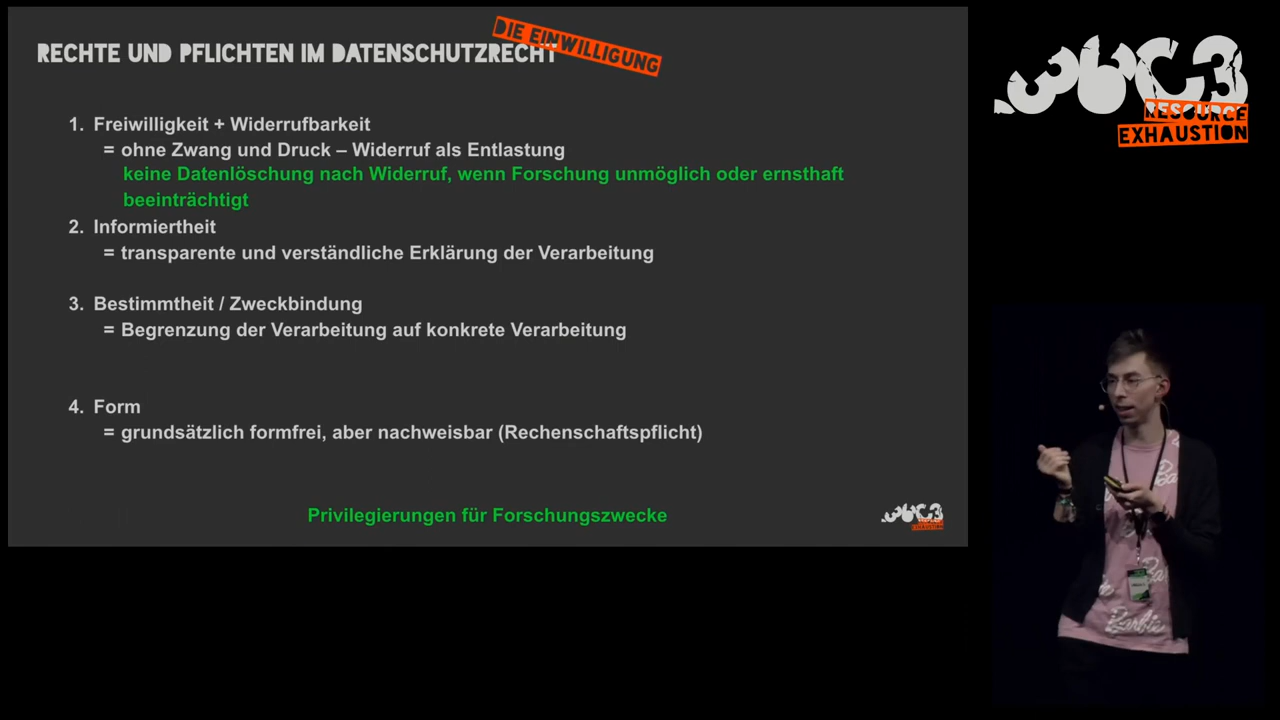 RECHTE UND PFLICHTEN IM DATENSCHUTZRECHT
DIE EINWILLIGUNG
1. Freiwilligkeit + Widerrufbarkeit
= ohne Zwang und Druck – Widerruf als Entlastung
keine Datenlöschung nach Widerruf, wenn Forschung unmöglich oder ernsthaft
beeinträchtigt
2. Informiertheit
= transparente und verständliche Erklärung der Verarbeitung
3. Bestimmtheit / Zweckbindung
= Begrenzung der Verarbeitung auf konkrete Verarbeitung
4. Form
= grundsätzlich formfrei, aber nachweisbar (Rechenschaftspflicht)
Privilegierungen für Forschungszwecke
.36C3
RESOURCE
EXHAUSTION
Barbie